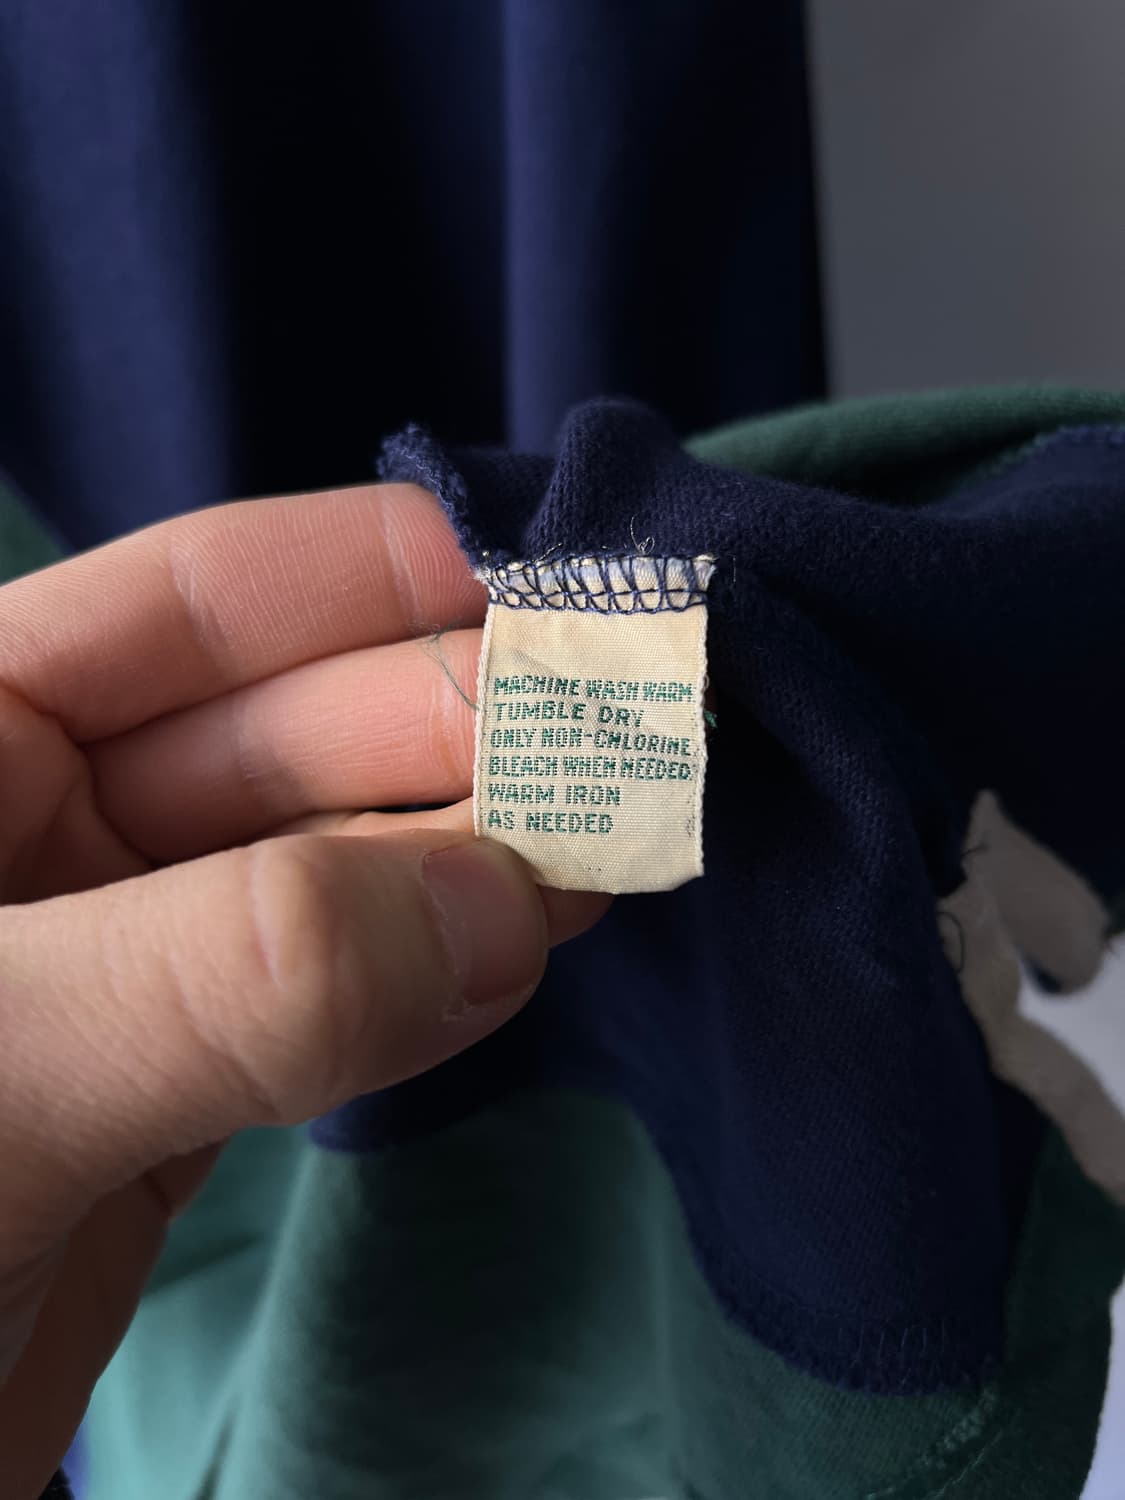 MACHINE WASH WARM
TUMBLE DRY
ONLY NON-CHLORINE
BLEACH WHEN NEEDED
WARM IRON
AS NEEDED